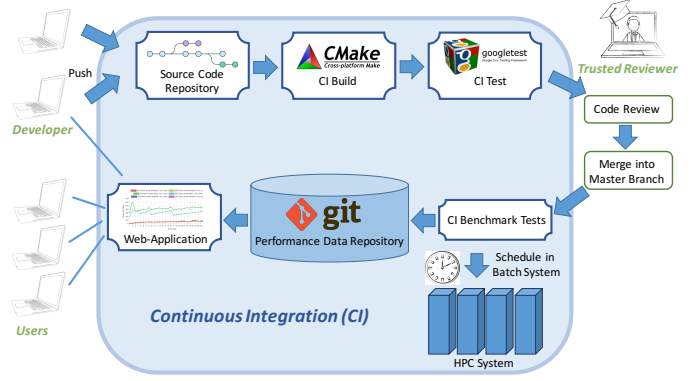 Push
Developer
Source Code
Repository
CMake
Cross-platform Make
CI Build
googletest
Google C++ Testing Framework
CI Test
Trusted Reviewer
Code Review
Merge into
Master Branch
CI Benchmark Tests
git
Performance Data Repository
Web-Application
Schedule in
Batch System
HPC System
Continuous Integration (CI)
Users